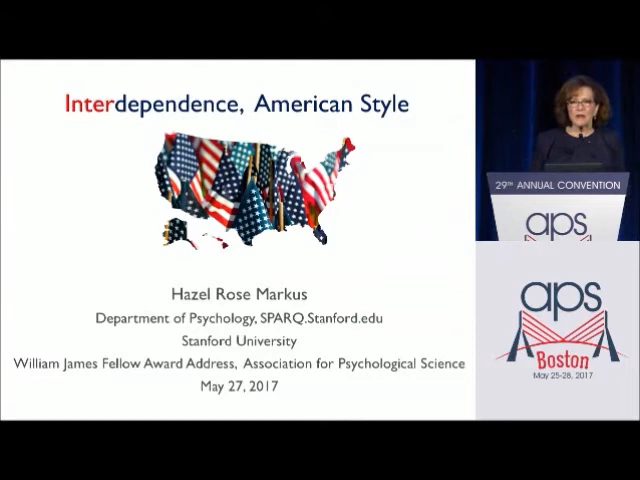 Interdependence, American Style
Hazel Rose Markus
Department of Psychology, SPARQ.Stanford.edu
Stanford University
William James Fellow Award Address, Association for Psychological Science
May 27, 2017
29TH ANNUAL CONVENTION
aps
aps
Boston
May 25-28, 2017